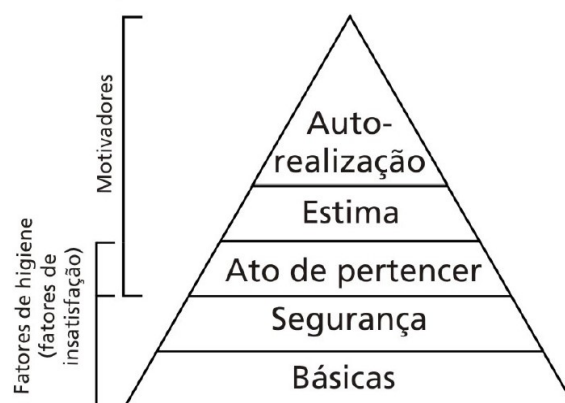 Motivadores
Fatores de higiene
(fatores de
insatisfação)
Auto-
realização
Estima
Ato de pertencer
Segurança
Básicas